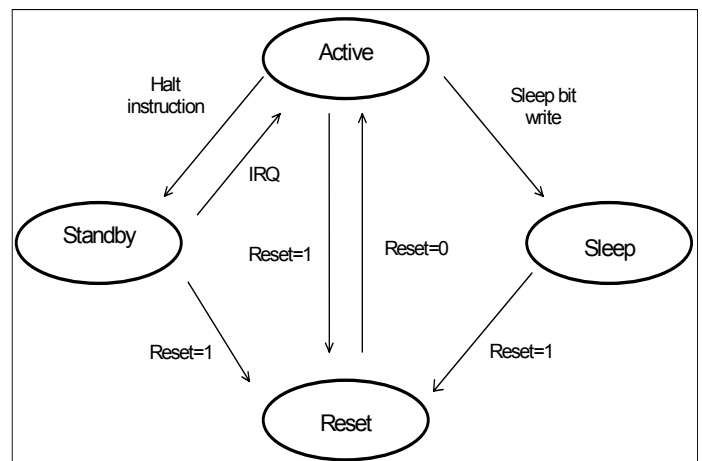 Active
Halt
instruction
Sleep bit
write
IRQ
Standby
Reset=1
Reset=0
Sleep
Reset=1
Reset=1
Reset